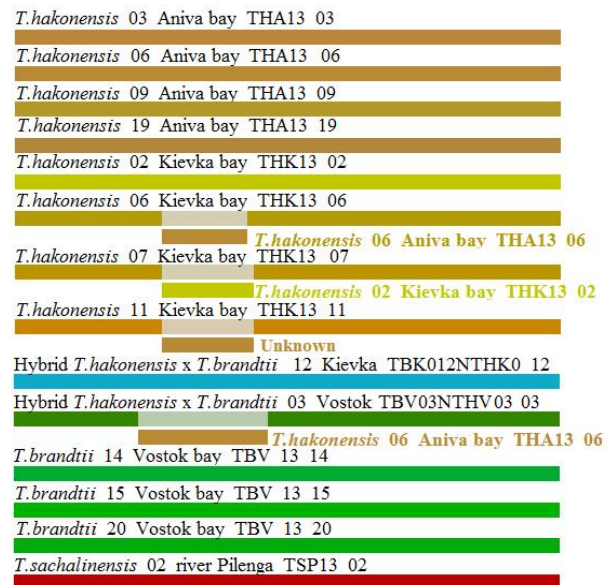 T.hakonensis 03 Aniva bay THA13 03
T.hakonensis 06 Aniva bay THA13 06
T.hakonensis 09 Aniva bay THA13 09
T.hakonensis 19 Aniva bay THA13 19
T.hakonensis 02 Kievka bay THK13 02
T.hakonensis 06 Kievka bay THK13 06
T.hakonensis 06 Aniva bay THA13 06
T.hakonensis 07 Kievka bay THK13 07
T.hakonensis 02 Kievka bay THK13 02
T.hakonensis 11 Kievka bay THK13 11
Unknown
Hybrid T.hakonensis x T.brandtii 12 Kievka TBK012NTHK0 12
Hybrid T.hakonensis x T.brandtii 03 Vostok TBV03NTHV03 03
T.hakonensis 06 Aniva bay THA13 06
T.brandtii 14 Vostok bay TBV 13 14
T.brandtii 15 Vostok bay TBV 13 15
T.brandtii 20 Vostok bay TBV 13 20
T.sachalinensis 02 river Pilenga TSP13 02